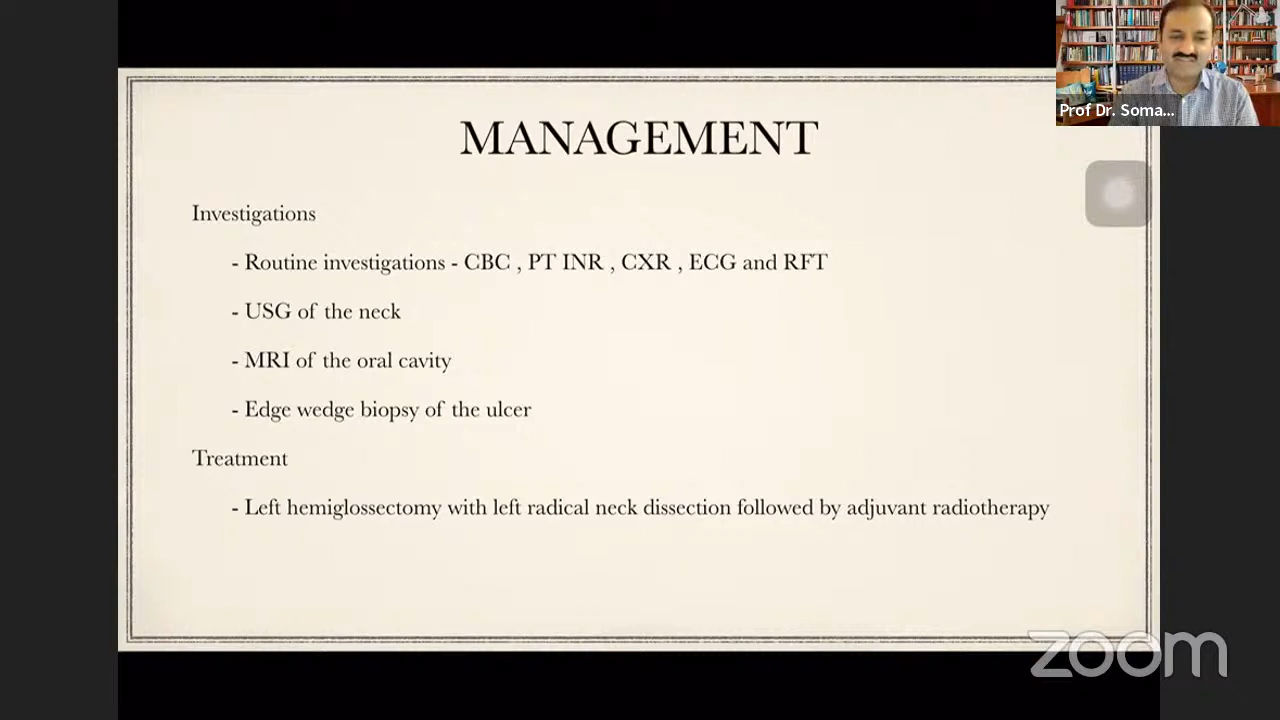 MANAGEMENT
Investigations
- Routine investigations - CBC , PT INR , CXR , ECG and RFT
- USG of the neck
- MRI of the oral cavity
- Edge wedge biopsy of the ulcer
Treatment
- Left hemiglossectomy with left radical neck dissection followed by adjuvant radiotherapy
Prof Dr. Soma...
zoom